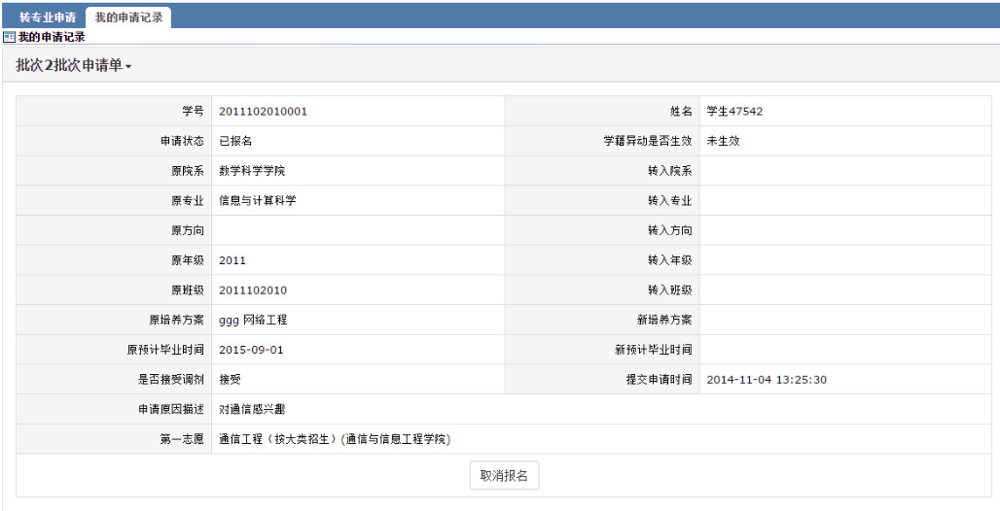 转专业申请 我的申请记录
我的申请记录
批次2批次申请单
学号 2011102010001 姓名 学生47542
申请状态 已报名 学籍异动是否生效 未生效
原院系 数学科学学院 转入院系
原专业 信息与计算科学 转入专业
原方向 转入方向
原年级 2011 转入年级
原班级 2011102010 转入班级
原培养方案 ggg 网络工程 新培养方案
原预计毕业时间 2015-09-01 新预计毕业时间
是否接受调剂 接受 提交申请时间 2014-11-04 13:25:30
申请原因描述 对通信感兴趣
第一志愿 通信工程（按大类招生）(通信与信息工程学院)
取消报名